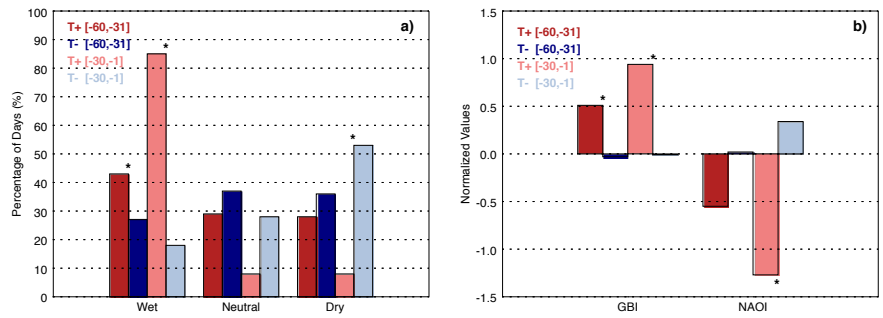 a)
T+ [-60,-31]
T- [-60,-31]
T+ [-30,-1]
T- [-30,-1]
*
*
*
Percentage of Days (%)
100
90
80
70
60
50
40
30
20
10
0
Wet Neutral Dry
b)
T+ [-60,-31]
T- [-60,-31]
T+ [-30,-1]
T- [-30,-1]
*
*
*
Normalized Values
1.5
1.0
0.5
0.0
-0.5
-1.0
-1.5
GBI NAOI